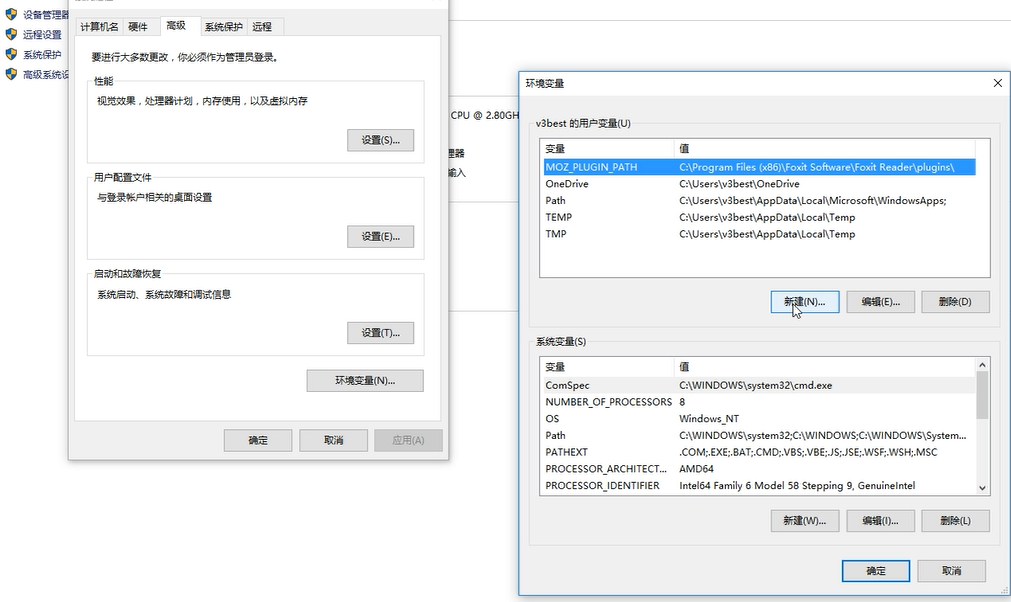 设备管理器
远程设置
系统保护
高级系统设
计算机名 硬件 高级 系统保护 远程
要进行大多数更改，你必须作为管理员登录。
性能
视觉效果，处理器计划，内存使用，以及虚拟内存
设置(S)...
用户配置文件
与登录帐户相关的桌面设置
设置(E)...
启动和故障恢复
系统启动、系统故障和调试信息
设置(T)...
环境变量(N)...
确定 取消 应用(A)
CPU @ 2.80GH
理器
输入
环境变量
v3best 的用户变量(U)
变量 值
MOZ_PLUGIN_PATH C:\Program Files (x86)\Foxit Software\Foxit Reader\plugins\
OneDrive C:\Users\v3best\OneDrive
Path C:\Users\v3best\AppData\Local\Microsoft\WindowsApps;
TEMP C:\Users\v3best\AppData\Local\Temp
TMP C:\Users\v3best\AppData\Local\Temp
新建(N)... 编辑(E)... 删除(D)
系统变量(S)
变量 值
ComSpec C:\WINDOWS\system32\cmd.exe
NUMBER_OF_PROCESSORS 8
OS Windows_NT
Path C:\WINDOWS\system32;C:\WINDOWS;C:\WINDOWS\System...
PATHEXT .COM;.EXE;.BAT;.CMD;.VBS;.VBE;.JS;.JSE;.WSF;.WSH;.MSC
PROCESSOR_ARCHITECT... AMD64
PROCESSOR_IDENTIFIER Intel64 Family 6 Model 58 Stepping 9, GenuineIntel
新建(W)... 编辑(I)... 删除(L)
确定 取消